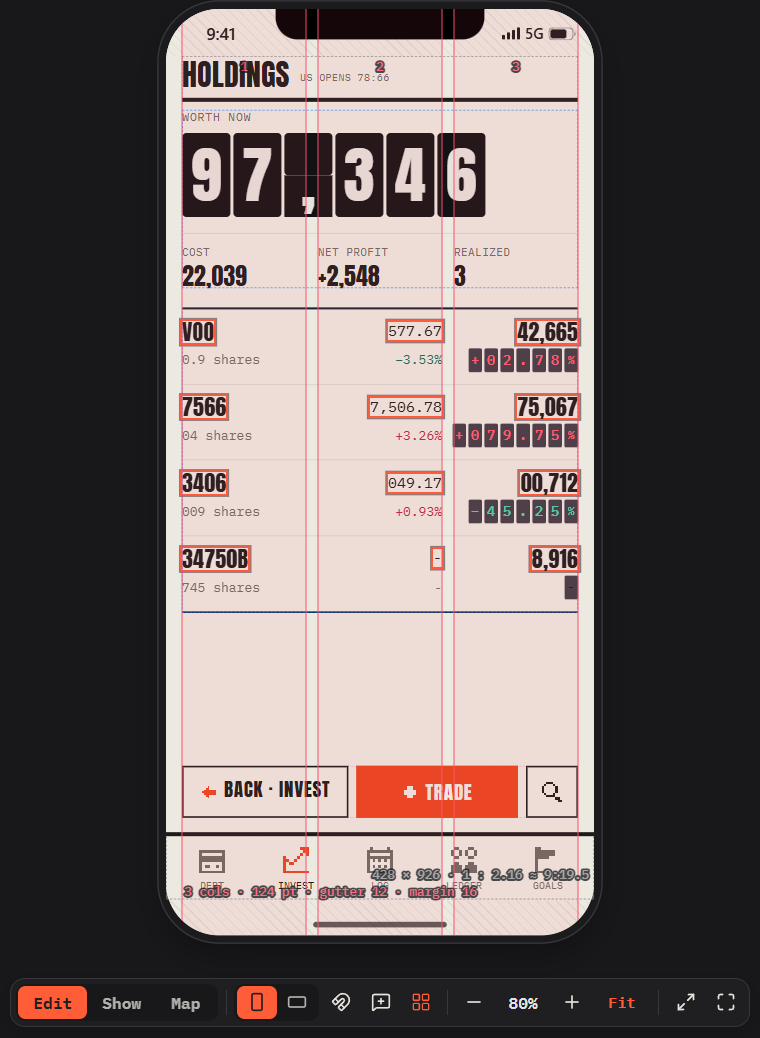 9:41 5G
1 2 3
HOLDINGS US OPENS 78:66
WORTH NOW
97,346
COST NET PROFIT REALIZED
22,039 +2,548 3
VOO 577.67 42,665
0.9 shares −3.53% +02.78%
7566 7,506.78 75,067
04 shares +3.26% +079.75%
3406 049.17 00,712
009 shares +0.93% −45.25%
34750B - 8,916
745 shares - -
BACK · INVEST TRADE
428 × 926 · 1 : 2.16 ≈ 9:19.5
DEBT INVEST LOG LEDGER GOALS
3 cols · 124 pt · gutter 12 · margin 16
Edit Show Map 80% Fit